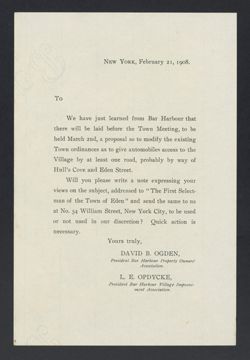 NEW YORK, February 21, 1908.
To
We have just learned from Bar Harbour that
there will be laid before the Town Meeting, to be
held March 2nd, a proposal so to modify the existing
Town ordinances as to give automobiles access to the
Village by at least one road, probably by way of
Hull's Cove and Eden Street.
Will you please write a note expressing your
views on the subject, addressed to "The First Select-
man of the Town of Eden" and send the same to us
at No. 54 William Street, New York City, to be used
or not used in our discretion? Quick action is
necessary.
Yours truly,
DAVID B. OGDEN,
President Bar Harbour Property Owners'
Association.
L. E. OPDYCKE,
President Bar Harbour Village Improve-
ment Association.